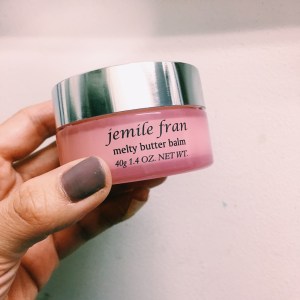 jemile fran
melty butter balm
40g 1.4 OZ. NET WT.